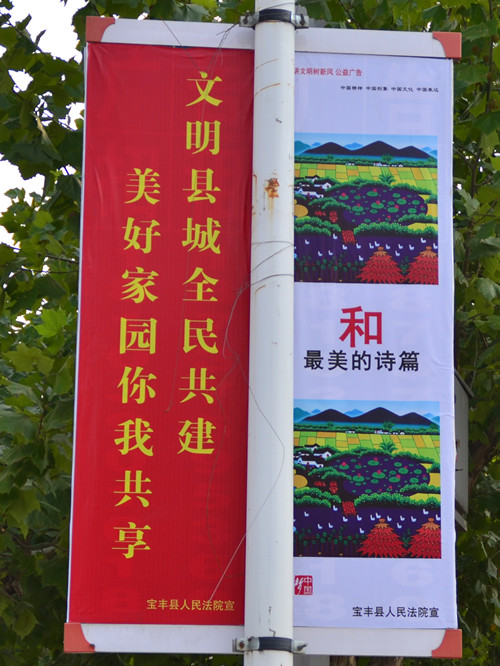 文明县城全民共建
美好家园你我共享
宝丰县人民法院宣
讲文明树新风 公益广告
中国精神 中国形象 中国文化 中国表达
和
最美的诗篇
中国梦
宝丰县人民法院宣